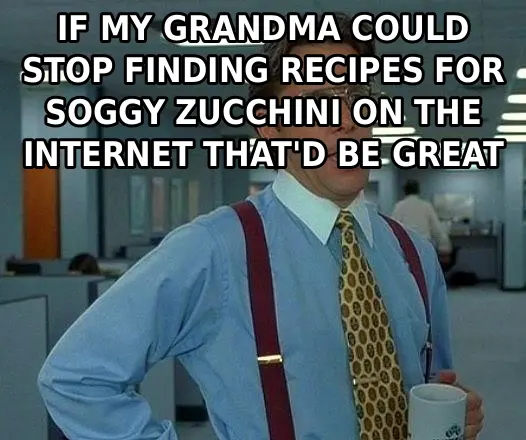 IF MY GRANDMA COULD
STOP FINDING RECIPES FOR
SOGGY ZUCCHINI ON THE
INTERNET THAT'D BE GREAT